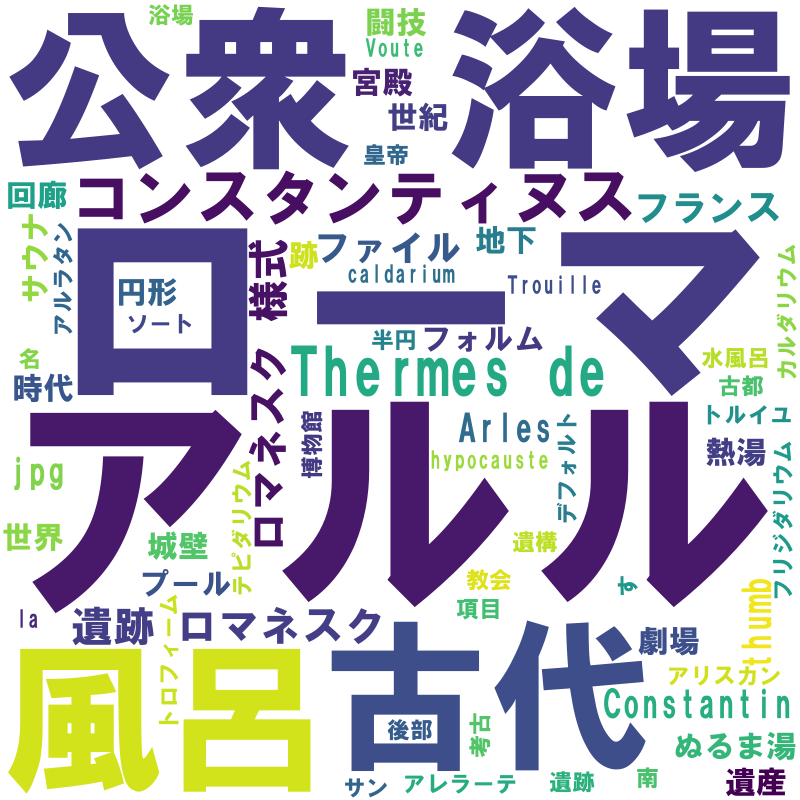 公衆 浴場
浴場
闘技
Voute
宮殿
世紀
皇帝
回廊
コンスタンティヌス
フランス
サウナ
アルラタン
ローマ
様式
跡
ファイル
地下
caldarium
Trouille
カルダリウム
円形
ソート
半円
フォルム
水風呂
名
時代
Thermes de
古都
ロマネスク
博物館
Arles
トルイユ
デフォルト
熱湯
アルル
jpg
hypocauste
フリジダリウム
テピダリウム
世界
城壁
遺構
プール
教会
す
thumb
la
遺跡
ロマネスク
項目
トロフィーム
劇場
風呂
古代
アリスカン
Constantin
後部
考古
ぬるま湯
サン
アレラーテ
遺跡
南
遺産